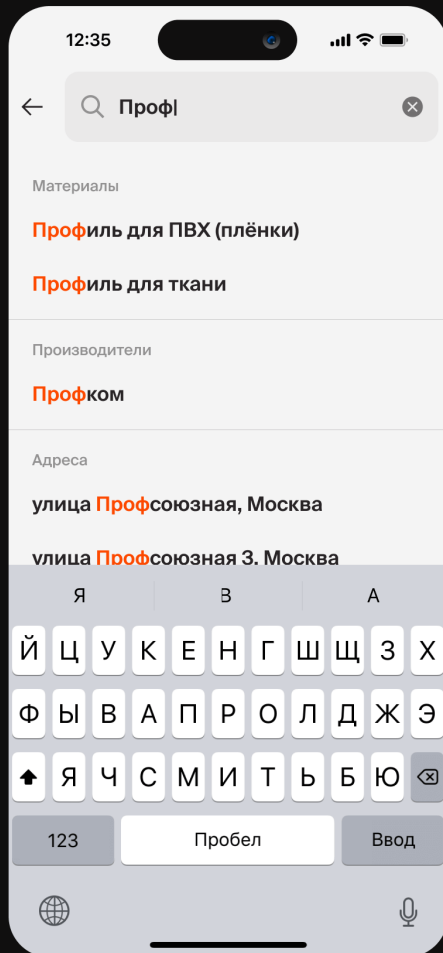 12:35
Проф
Материалы
Профиль для ПВХ (плёнки)
Профиль для ткани
Производители
Профком
Адреса
улица Профсоюзная, Москва
улица Профсоюзная 3, Москва
Я В А
Й Ц У К Е Н Г Ш Щ З Х
Ф Ы В А П Р О Л Д Ж Э
Я Ч С М И Т Ь Б Ю
123 Пробел Ввод